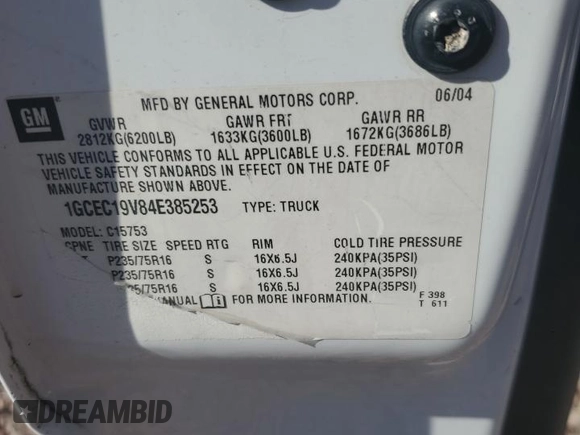 GM
MFD BY GENERAL MOTORS CORP. 06/04
GVWR GAWR FRT GAWR RR
2812KG(6200LB) 1633KG(3600LB) 1672KG(3686LB)
THIS VEHICLE CONFORMS TO ALL APPLICABLE U.S. FEDERAL MOTOR
VEHICLE SAFETY STANDARDS IN EFFECT ON THE DATE OF
MANUFACTURE SHOWN ABOVE.
1GCEC19V84E385253 TYPE: TRUCK
MODEL: C15753
TIRE SIZE SPEED RTG RIM COLD TIRE PRESSURE
P235/75R16 S 16X6.5J 240KPA(35PSI)
P235/75R16 S 16X6.5J 240KPA(35PSI)
35/75R16 S 16X6.5J 240KPA(35PSI)
MANUAL FOR MORE INFORMATION.
F 398
T 611
DREAMBID